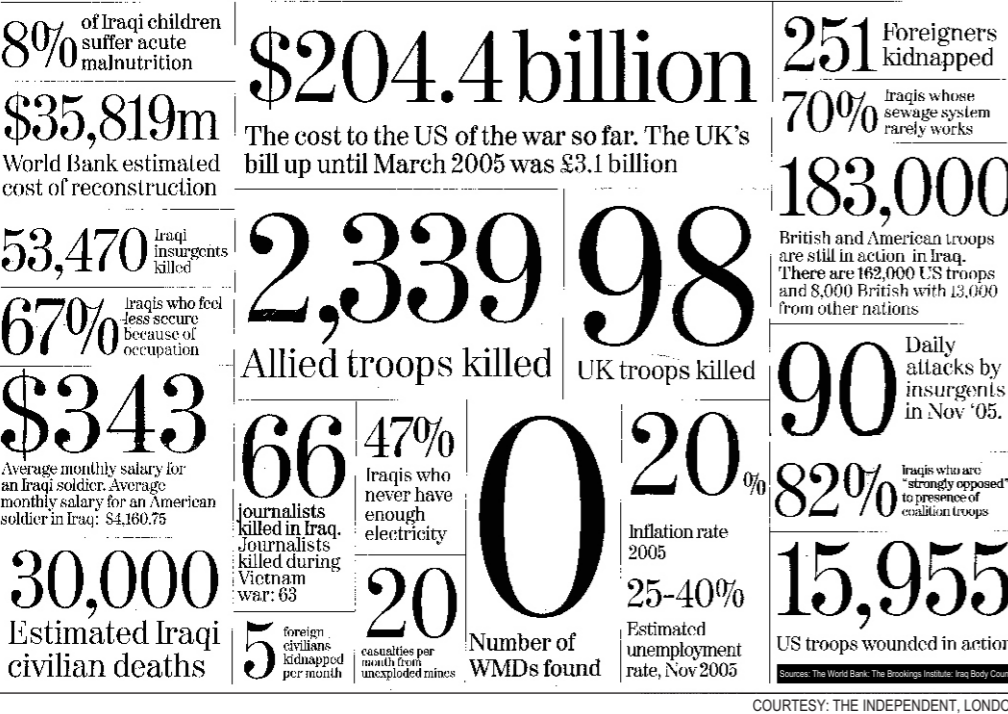 8% of Iraqi children
suffer acute
malnutrition
$35,819m
World Bank estimated
cost of reconstruction
53,470 Iraqi
insurgents
killed
67% Iraqis who feel
less secure
because of
occupation
$343
Average monthly salary for
an Iraqi soldier. Average
monthly salary for an American
soldier in Iraq: $4,160.75
30,000
Estimated Iraqi
civilian deaths
$204.4 billion
The cost to the US of the war so far. The UK's
bill up until March 2005 was £3.1 billion
2,339
Allied troops killed
98
UK troops killed
66
journalists
killed in Iraq.
Journalists
killed during
Vietnam
war: 63
5 foreign
civilians
kidnapped
per month
47%
Iraqis who
never have
enough
electricity
20
casualties per
month from
unexploded mines
0
Number of
WMDs found
20%
Inflation rate
2005
25-40%
Estimated
unemployment
rate, Nov 2005
251 Foreigners
kidnapped
70% Iraqis whose
sewage system
rarely works
183,000
British and American troops
are still in action in Iraq.
There are 162,000 US troops
and 8,000 British with 13,000
from other nations
90 Daily
attacks by
insurgents
in Nov '05.
82% Iraqis who are
"strongly opposed"
to presence of
coalition troops
15,955
US troops wounded in action
Sources: The World Bank: The Brookings Institute: Iraq Body Coun
COURTESY: THE INDEPENDENT, LONDO